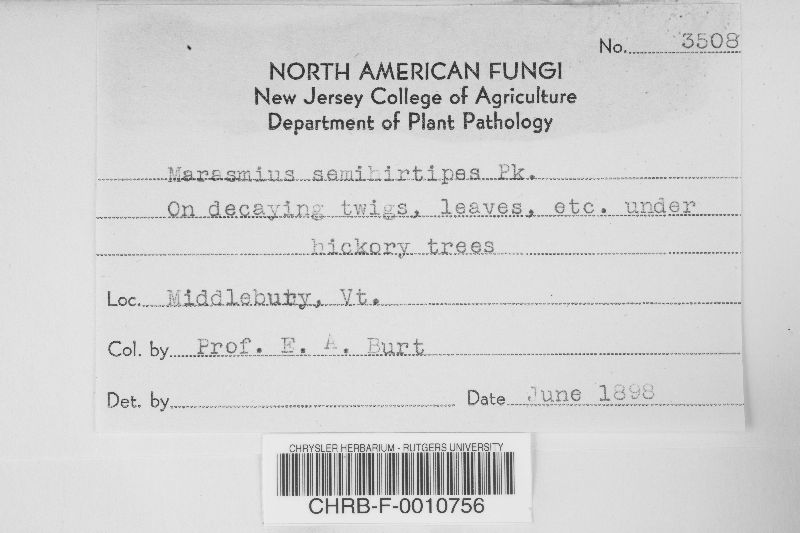 No. 3508
NORTH AMERICAN FUNGI
New Jersey College of Agriculture
Department of Plant Pathology
Marasmius semihirtipes Pk.
On decaying twigs, leaves, etc. under
hickory trees
Loc. Middlebury, Vt.
Col. by Prof. E. A. Burt
Det. by
Date June 1898
CHRYSLER HERBARIUM - RUTGERS UNIVERSITY
CHRB-F-0010756